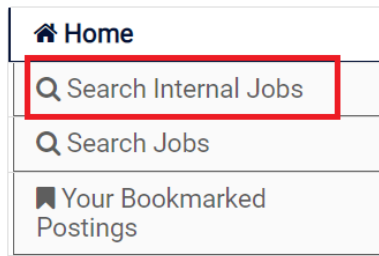 Home
Search Internal Jobs
Search Jobs
Your Bookmarked
Postings